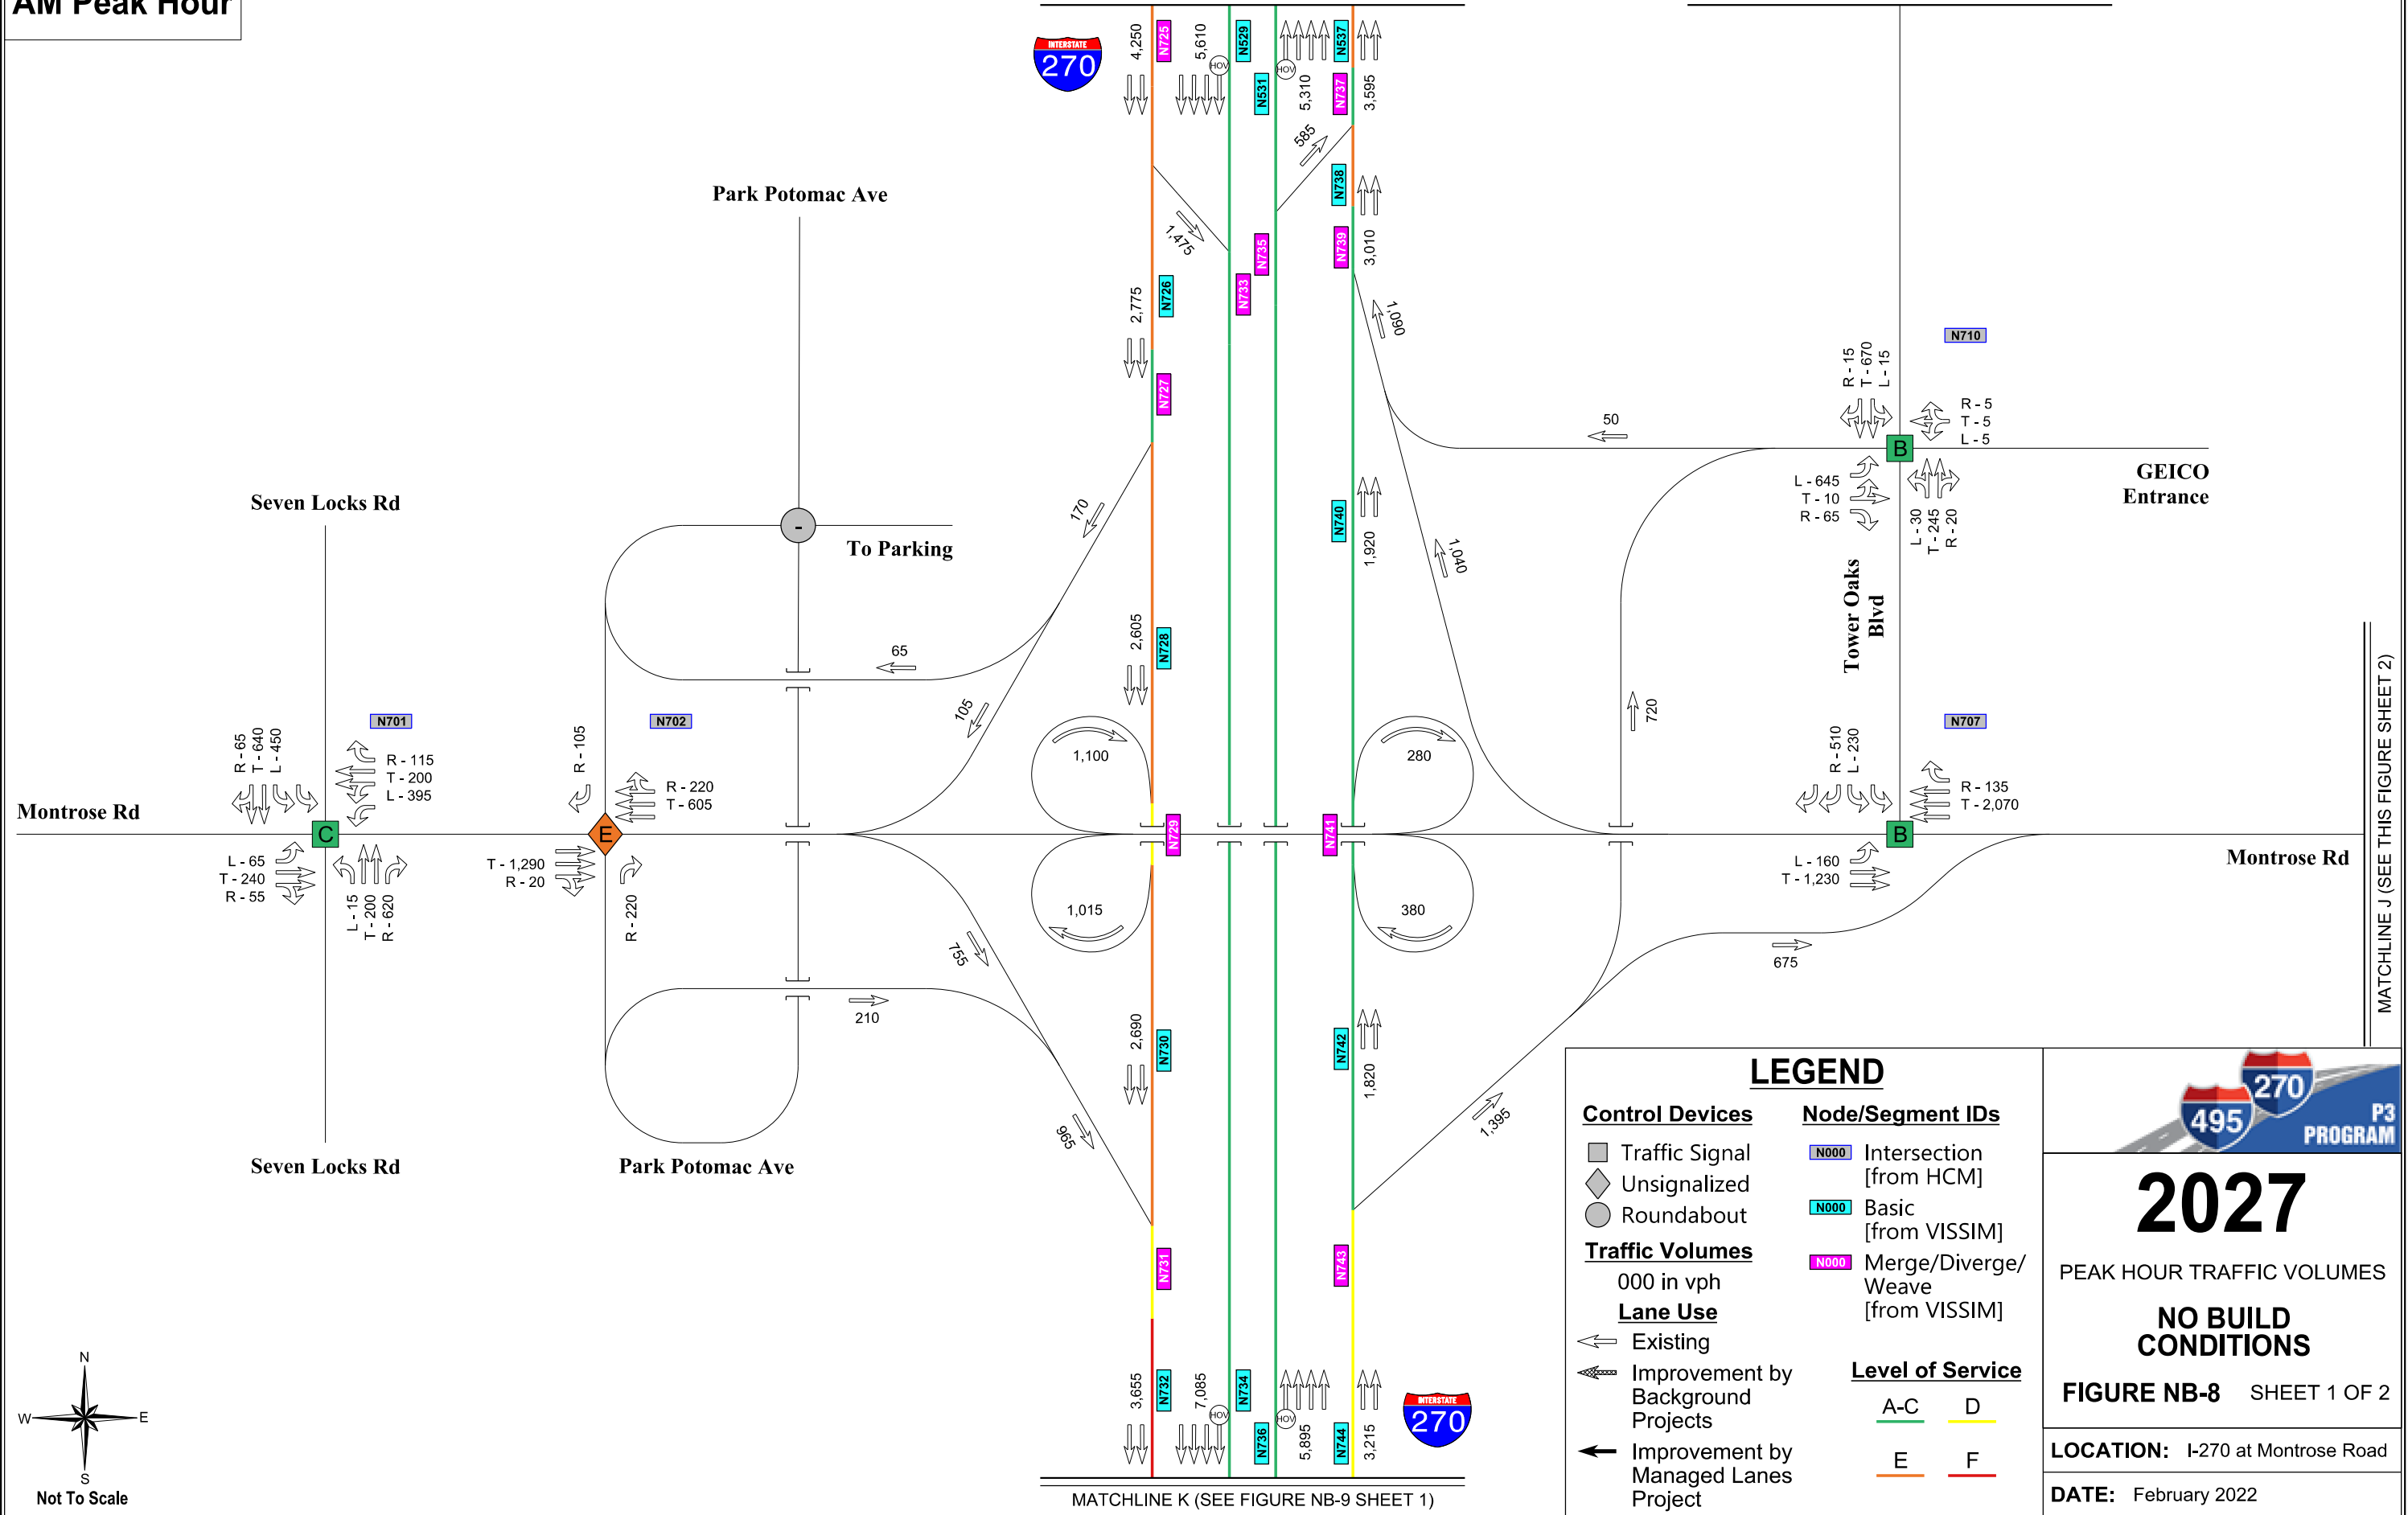 AM Peak Hour
INTERSTATE
270
4,250
N725
5,610
HOV
N529
N531
HOV
5,310
N537
N737
3,595
585
N738
1,475
N735
N733
N739
3,010
Park Potomac Ave
2,775
N726
N727
1,090
N710
R - 15
T - 670
L - 15
R - 5
T - 5
L - 5
50
B
GEICO
Entrance
L - 645
T - 10
R - 65
L - 30
T - 245
R - 20
Seven Locks Rd
-
To Parking
170
N740
1,920
1,040
Tower Oaks
Blvd
65
105
2,605
N728
720
N701
R - 65
T - 640
L - 450
R - 115
T - 200
L - 395
N702
R - 105
R - 220
T - 605
1,100
280
N707
R - 510
L - 230
R - 135
T - 2,070
Montrose Rd
C
E
N729
N741
B
Montrose Rd
L - 65
T - 240
R - 55
L - 15
T - 200
R - 620
T - 1,290
R - 20
R - 220
1,015
380
L - 160
T - 1,230
755
675
210
2,690
N730
N742
1,820
965
1,395
MATCHLINE J (SEE THIS FIGURE SHEET 2)
Seven Locks Rd
Park Potomac Ave
N731
N743
3,655
N732
7,085
HOV
N734
N736
HOV
5,895
N744
3,215
INTERSTATE
270
MATCHLINE K (SEE FIGURE NB-9 SHEET 1)
N
W
E
S
Not To Scale
LEGEND
Control Devices
Traffic Signal
Unsignalized
Roundabout
Traffic Volumes
000 in vph
Lane Use
Existing
Improvement by
Background
Projects
Improvement by
Managed Lanes
Project
Node/Segment IDs
N000 Intersection
[from HCM]
N000 Basic
[from VISSIM]
N000 Merge/Diverge/
Weave
[from VISSIM]
Level of Service
A-C D
E F
495
270
P3
PROGRAM
2027
PEAK HOUR TRAFFIC VOLUMES
NO BUILD
CONDITIONS
FIGURE NB-8 SHEET 1 OF 2
LOCATION: I-270 at Montrose Road
DATE: February 2022